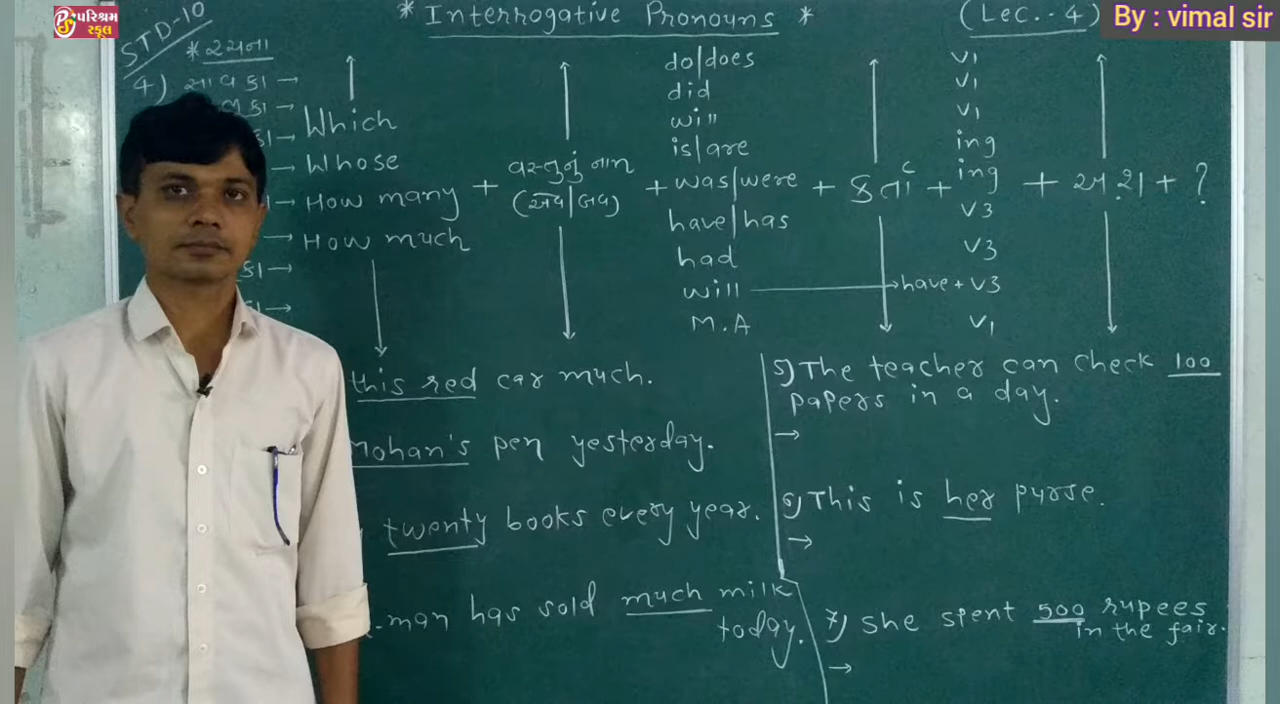 પરિશ્રમ
સ્કૂલ
By : vimal sir
STD-10
* Interrogative Pronouns *
(Lec. - 4)
* રચના
4) સાવકા →
Which
Whose
How many
How much
+
વસ્તુનું નામ
(એવ/બવ)
+
do/does
did
will
is/are
was/were
have/has
had
will → have + V3
M.A
+ કર્તા +
V1
V1
V1
ing
ing
V3
V3
V1
+ અ.શા + ?
this red car much.
Mohan's pen yesterday.
twenty books every year.
man has sold much milk
today.
5) The teacher can check 100
papers in a day.
→
6) This is her purse.
→
7) She spent 500 rupees
in the fair.
→